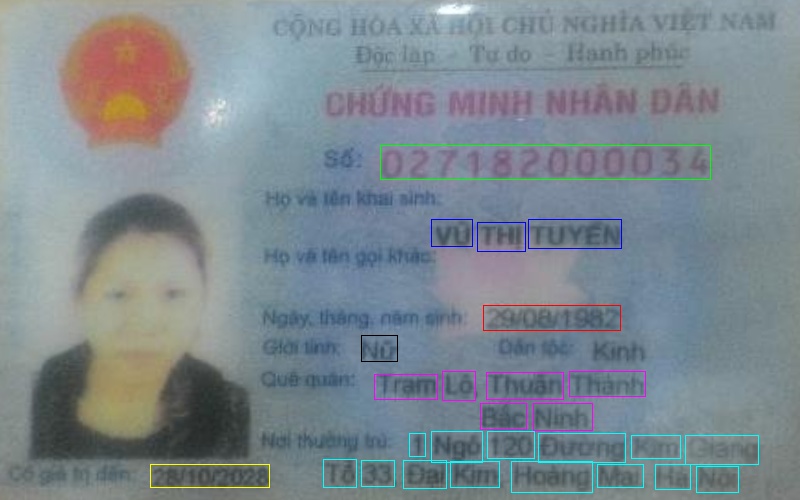 CỘNG HÒA XÃ HỘI CHỦ NGHĨA VIỆT NAM
Độc lập - Tự do - Hạnh phúc
CHỨNG MINH NHÂN DÂN
Số: 027182000034
Họ và tên khai sinh:
VŨ THỊ TUYẾN
Họ và tên gọi khác:
Ngày, tháng, năm sinh: 29/08/1982
Giới tính: Nữ Dân tộc: Kinh
Quê quán: Trạm Lộ, Thuận Thành
Bắc Ninh
Nơi thường trú: 1 Ngõ 120 Đường Kim Giang
Tổ 33 Đại Kim Hoàng Mai Hà Nội
Có giá trị đến: 28/10/2028